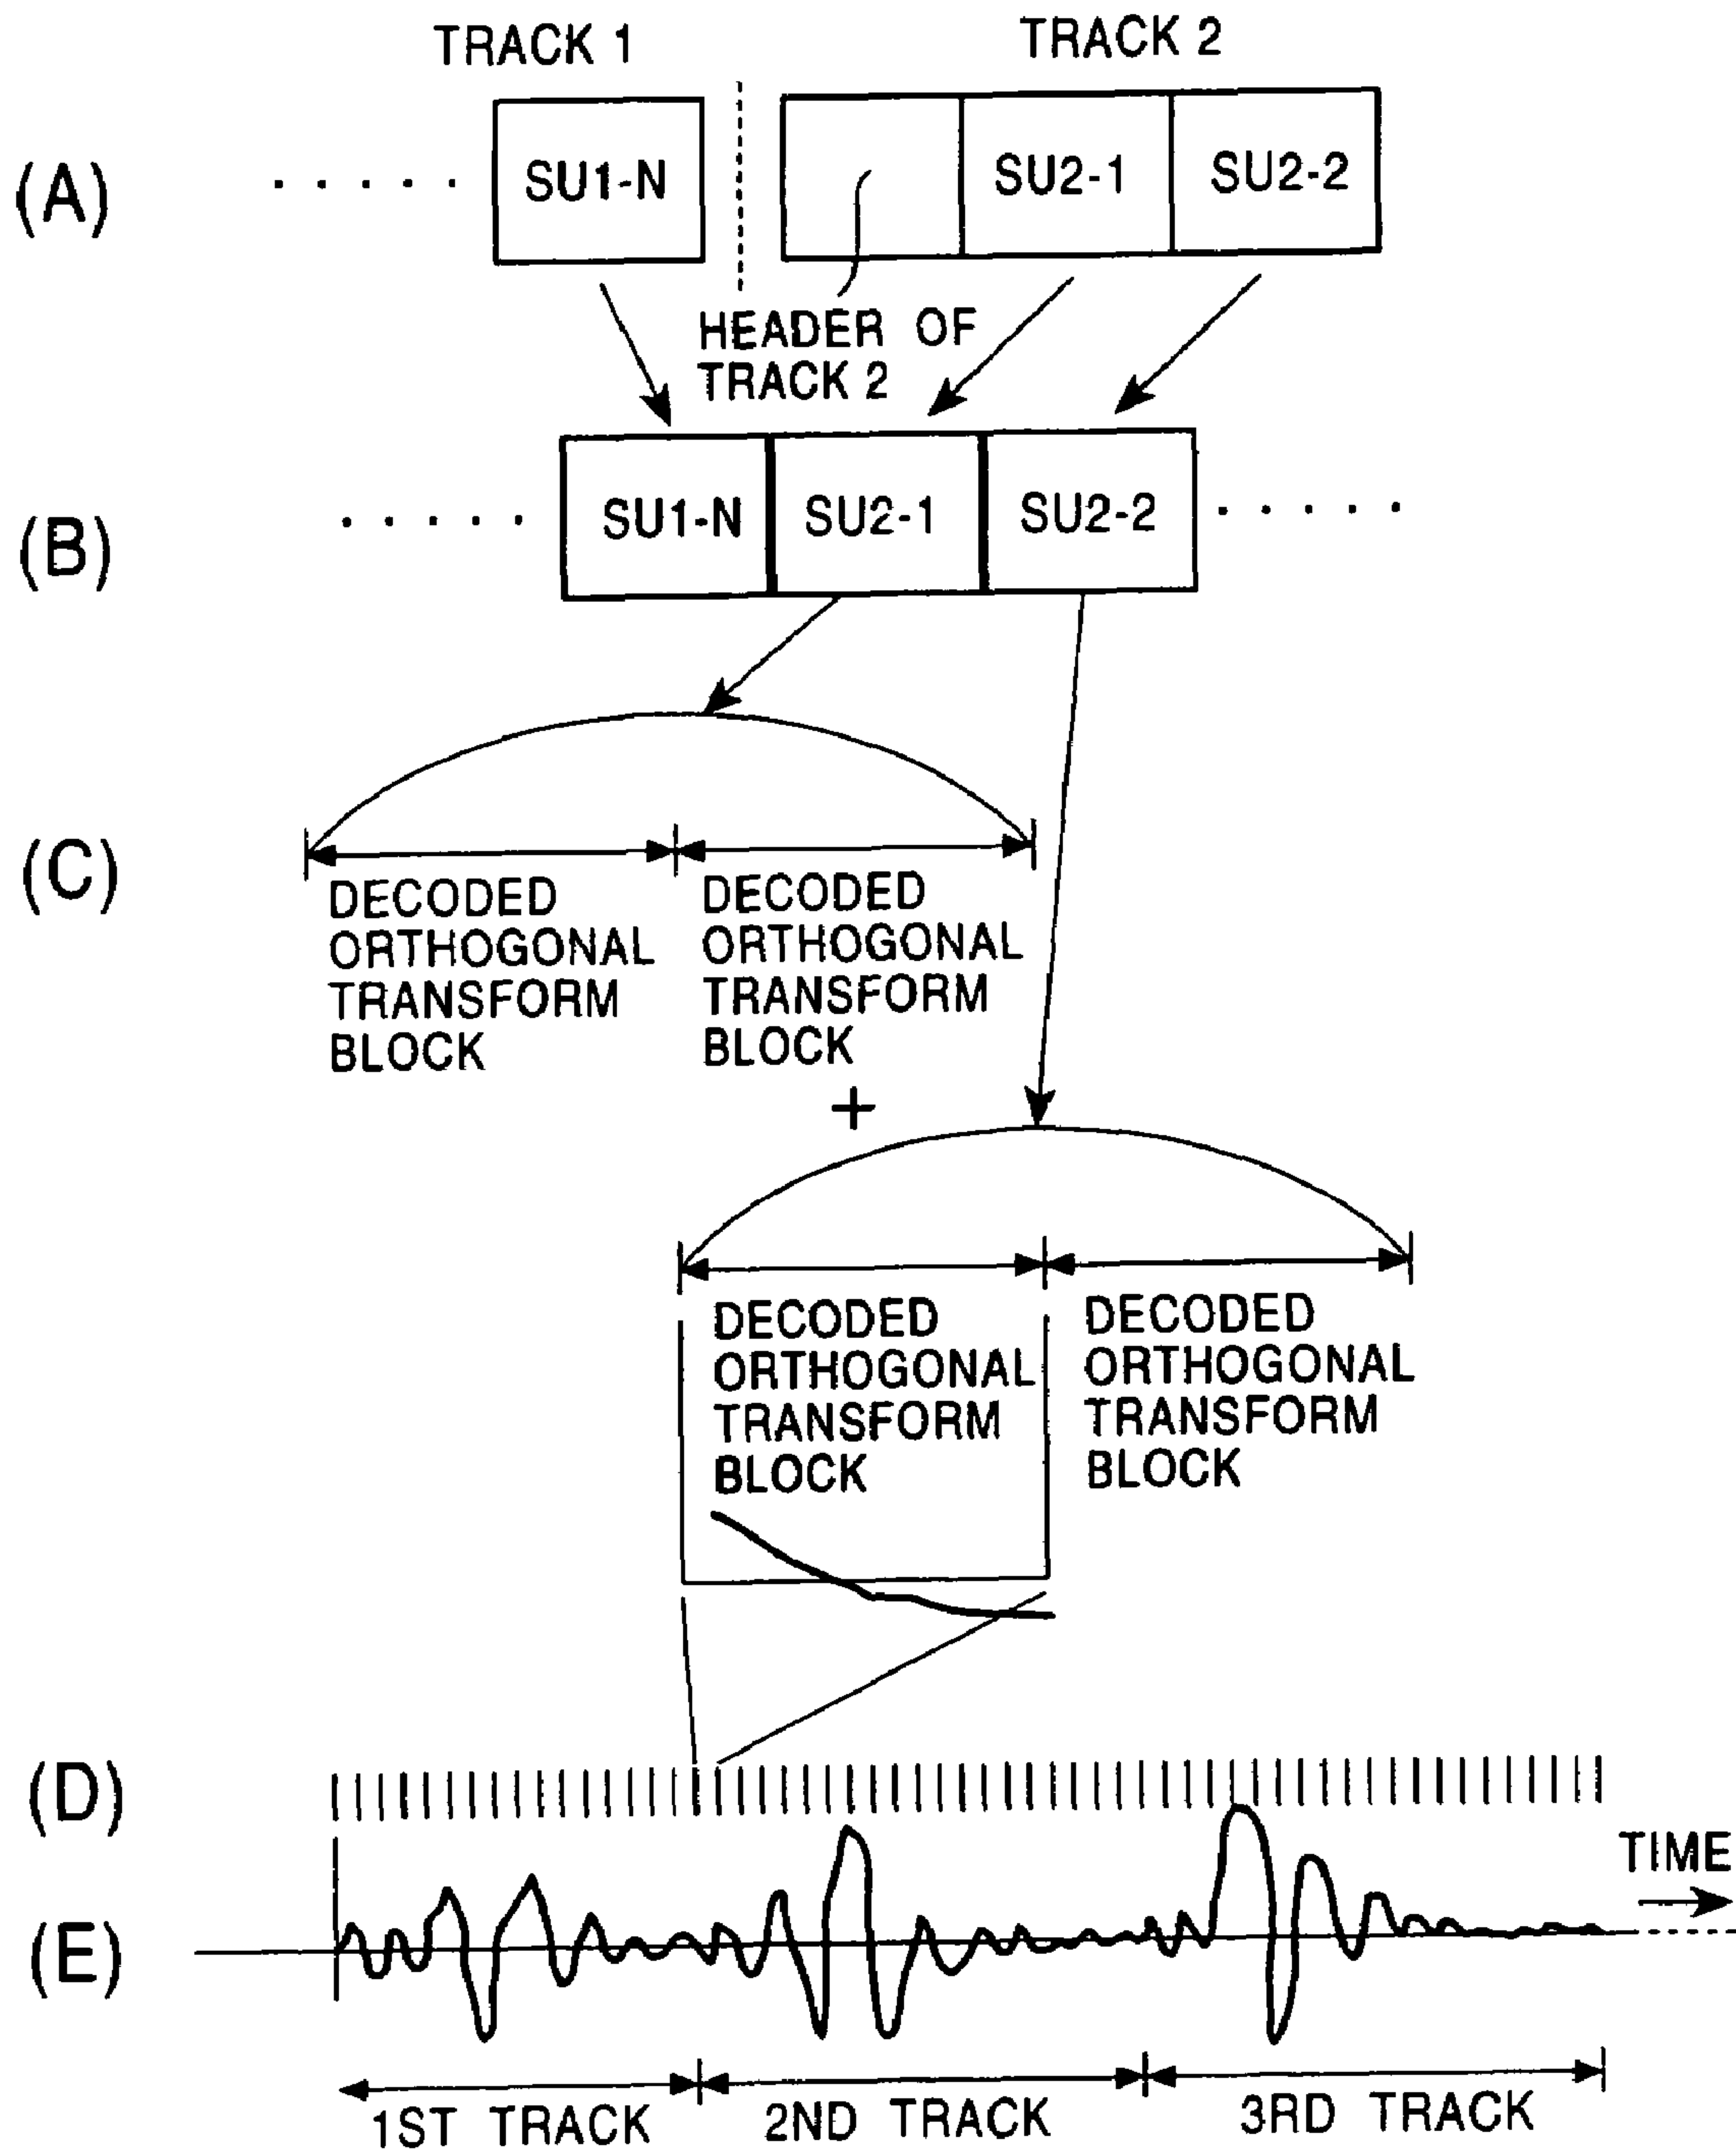 TRACK 1
TRACK 2
(A)
SU1-N
SU2-1
SU2-2
HEADER OF
TRACK 2
(B)
SU1-N
SU2-1
SU2-2
(C)
DECODED
ORTHOGONAL
TRANSFORM
BLOCK
DECODED
ORTHOGONAL
TRANSFORM
BLOCK
+
DECODED
ORTHOGONAL
TRANSFORM
BLOCK
DECODED
ORTHOGONAL
TRANSFORM
BLOCK
(D)
TIME
(E)
1ST TRACK
2ND TRACK
3RD TRACK